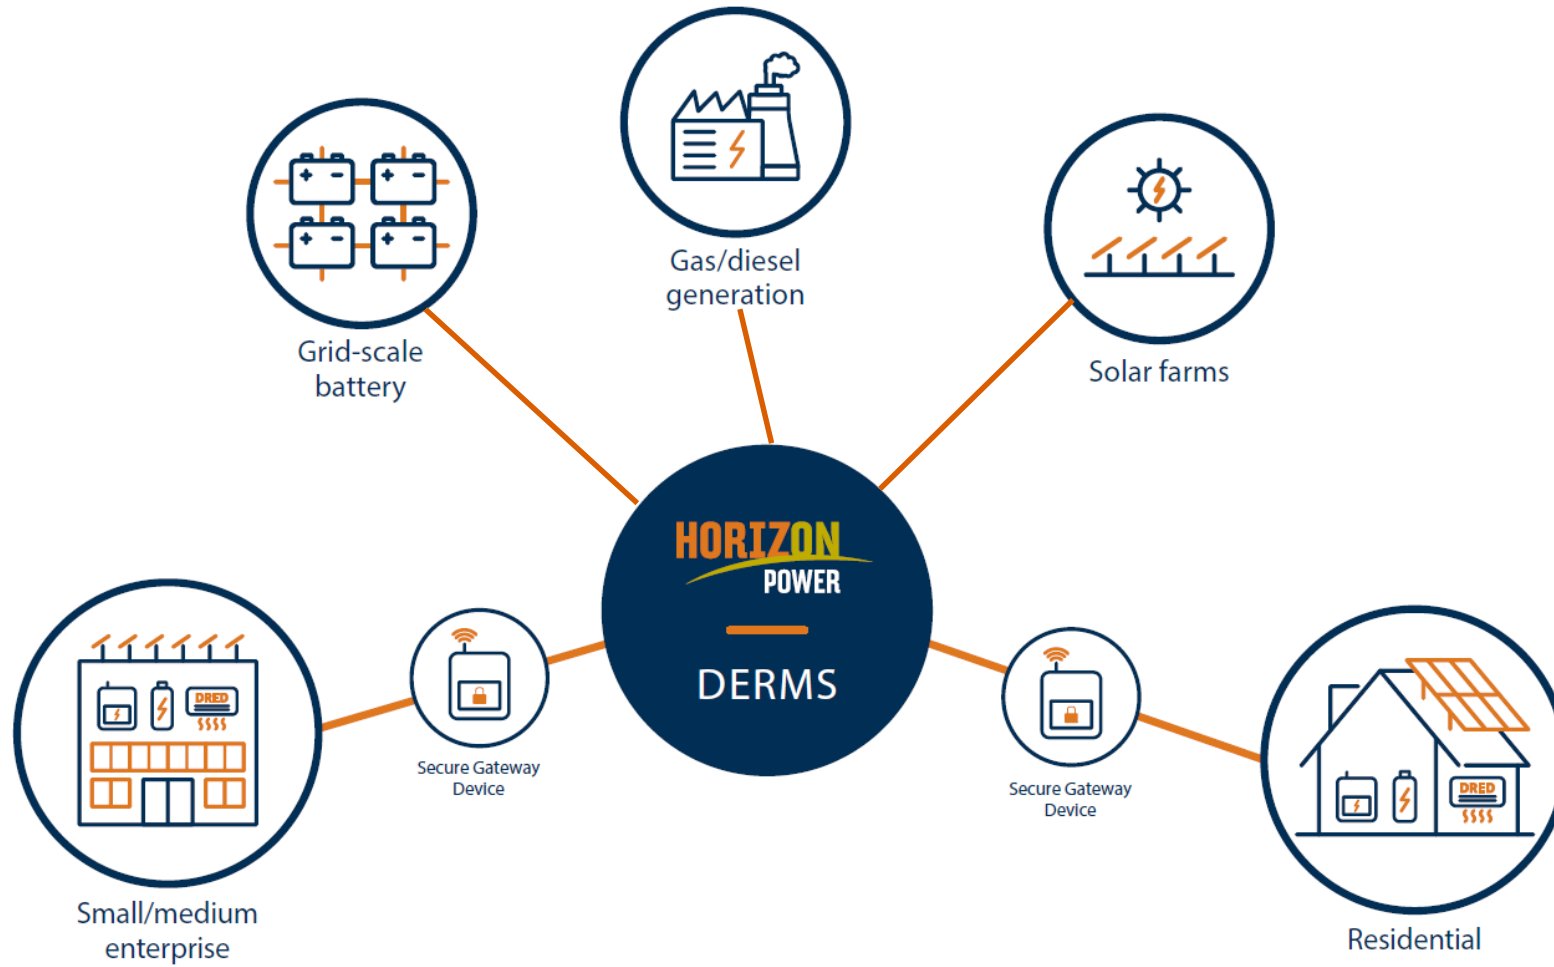 Gas/diesel
generation
Grid-scale
battery
Solar farms
HORIZON
POWER
DERMS
DRED
Secure Gateway
Device
Secure Gateway
Device
DRED
Small/medium
enterprise
Residential